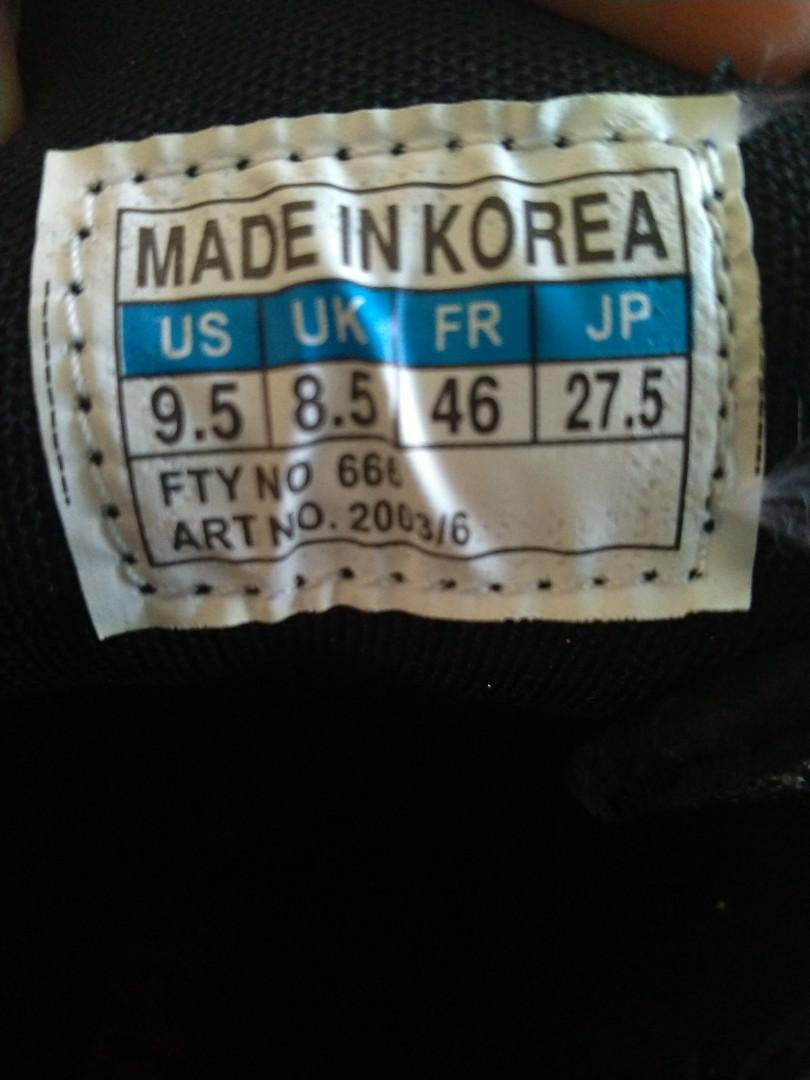 MADE IN KOREA
US UK FR JP
9.5 8.5 46 27.5
FTY NO 666
ART NO. 2003/6